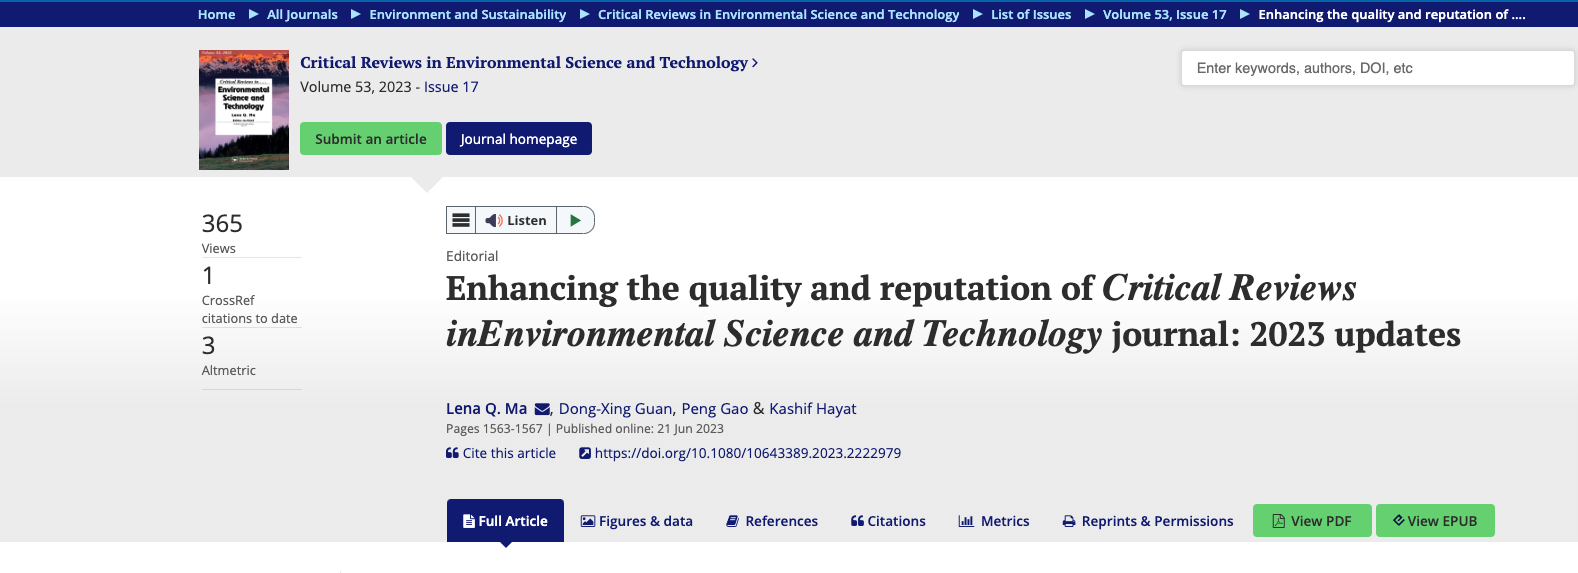 Home ▶ All Journals ▶ Environment and Sustainability ▶ Critical Reviews in Environmental Science and Technology ▶ List of Issues ▶ Volume 53, Issue 17 ▶ Enhancing the quality and reputation of ....
Critical Reviews in Environmental Science and Technology >
Volume 53, 2023 - Issue 17
Enter keywords, authors, DOI, etc
Critical Reviews in
Environmental
Science and
Technology
Lena Q. Ma
Submit an article
Journal homepage
365
Views
1
CrossRef
citations to date
3
Altmetric
Listen
Editorial
Enhancing the quality and reputation of Critical Reviews
inEnvironmental Science and Technology journal: 2023 updates
Lena Q. Ma , Dong-Xing Guan, Peng Gao & Kashif Hayat
Pages 1563-1567 | Published online: 21 Jun 2023
Cite this article https://doi.org/10.1080/10643389.2023.2222979
Full Article Figures & data References Citations Metrics Reprints & Permissions View PDF View EPUB